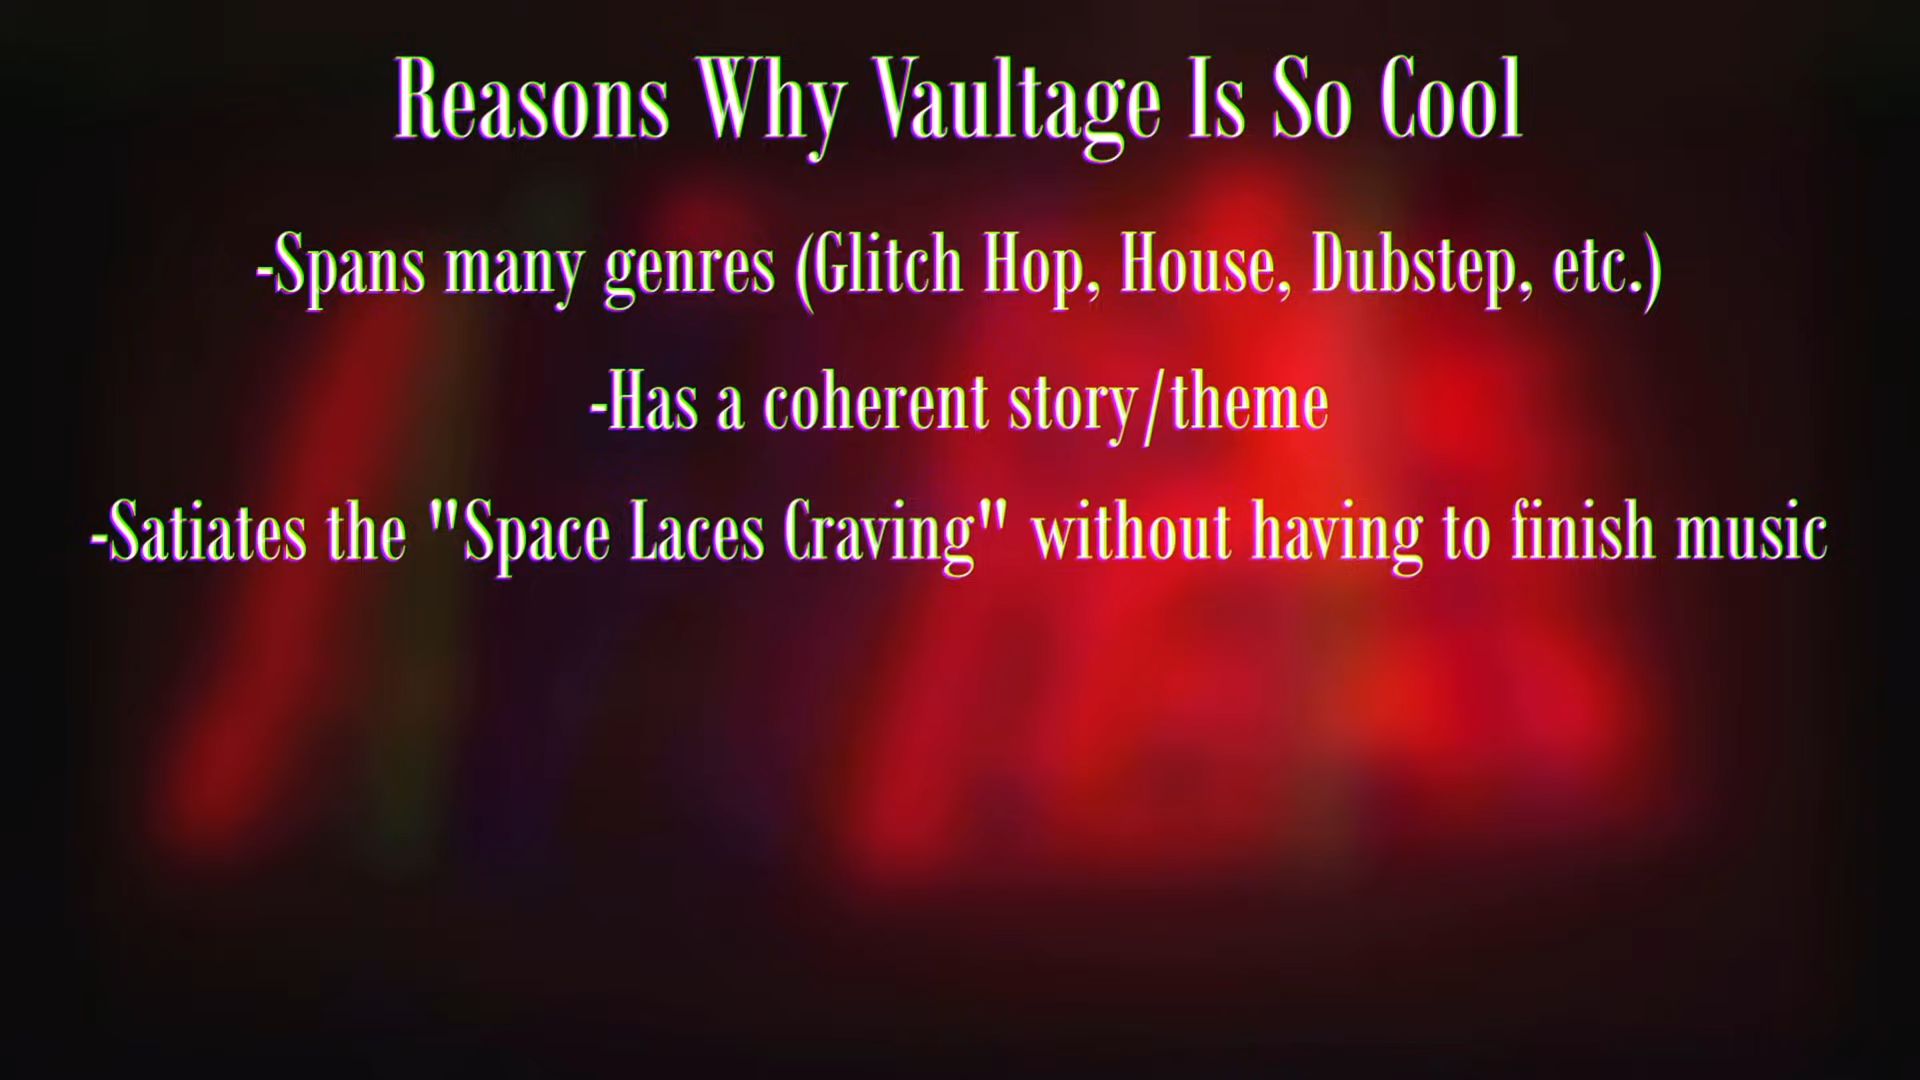 Reasons Why Vaultage Is So Cool
-Spans many genres (Glitch Hop, House, Dubstep, etc.)
-Has a coherent story/theme
-Satiates the "Space Laces Craving" without having to finish music